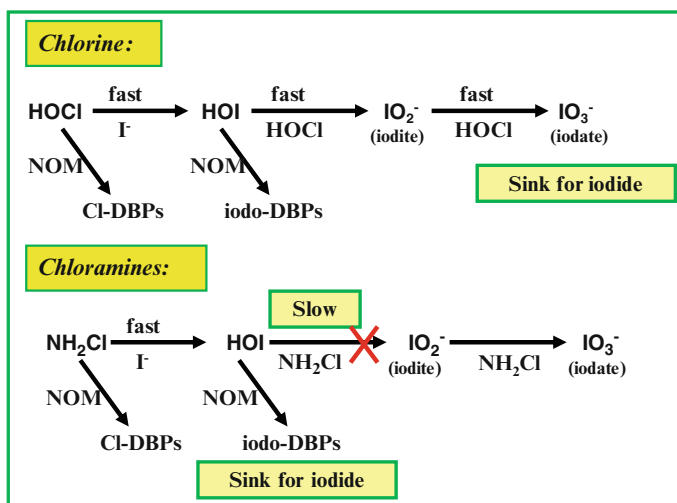 Chlorine:
fast fast fast
HOCl HOI IO₂⁻ IO₃⁻
I⁻ HOCl (iodite) HOCl (iodate)
NOM NOM
Sink for iodide
Cl-DBPs iodo-DBPs
Chloramines:
Slow
fast
NH₂Cl HOI IO₂⁻ IO₃⁻
I⁻ NH₂Cl (iodite) NH₂Cl (iodate)
NOM NOM
Cl-DBPs iodo-DBPs
Sink for iodide